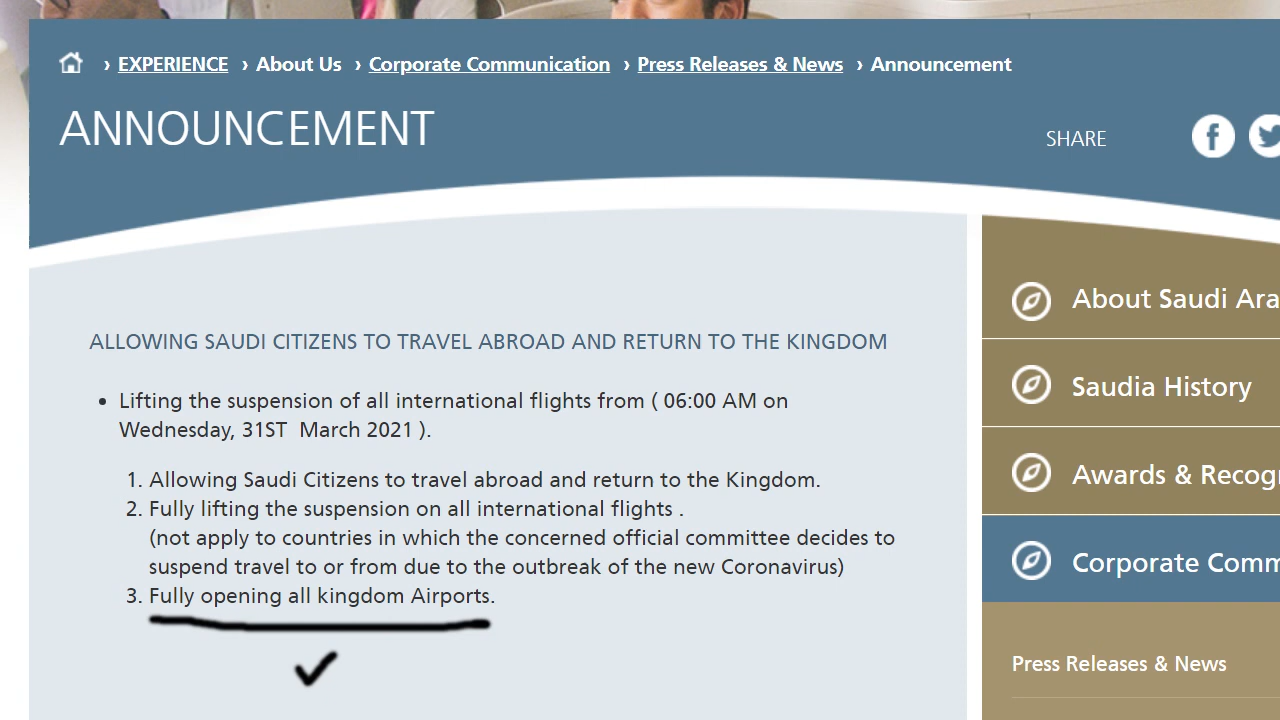 › EXPERIENCE › About Us › Corporate Communication › Press Releases & News › Announcement
ANNOUNCEMENT
SHARE
ALLOWING SAUDI CITIZENS TO TRAVEL ABROAD AND RETURN TO THE KINGDOM
• Lifting the suspension of all international flights from ( 06:00 AM on
Wednesday, 31ST  March 2021 ).
1. Allowing Saudi Citizens to travel abroad and return to the Kingdom.
2. Fully lifting the suspension on all international flights .
(not apply to countries in which the concerned official committee decides to
suspend travel to or from due to the outbreak of the new Coronavirus)
3. Fully opening all kingdom Airports.
About Saudi Ara
Saudia History
Awards & Recogn
Corporate Comm
Press Releases & News